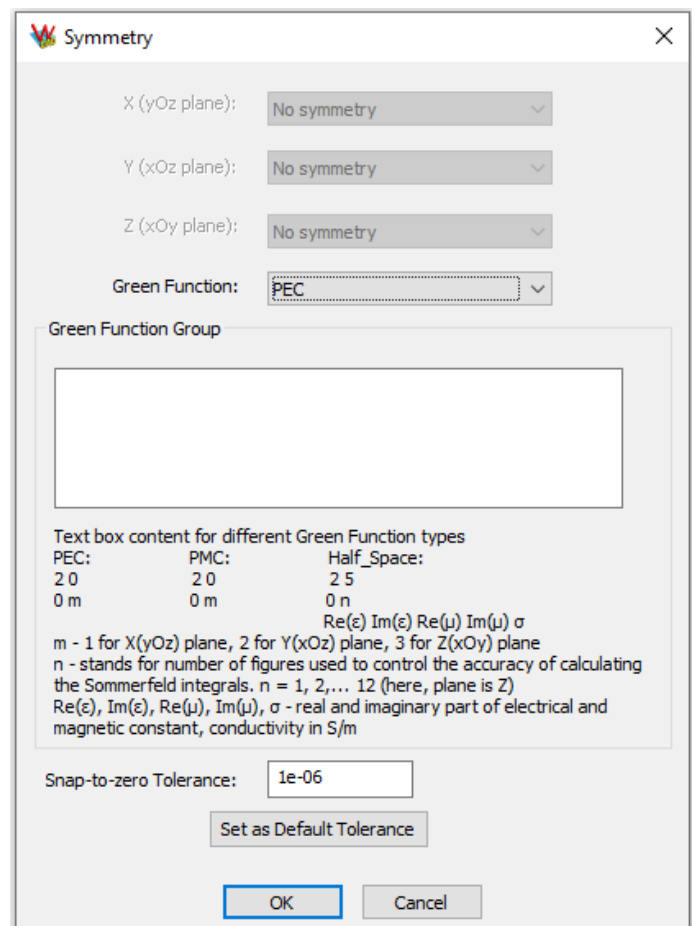 Symmetry
X (yOz plane): No symmetry
Y (xOz plane): No symmetry
Z (xOy plane): No symmetry
Green Function: PEC
Green Function Group
Text box content for different Green Function types
PEC: PMC: Half_Space:
2 0 2 0 2 5
0 m 0 m 0 n
Re(ε) Im(ε) Re(μ) Im(μ) σ
m - 1 for X(yOz) plane, 2 for Y(xOz) plane, 3 for Z(xOy) plane
n - stands for number of figures used to control the accuracy of calculating
the Sommerfeld integrals. n = 1, 2,... 12 (here, plane is Z)
Re(ε), Im(ε), Re(μ), Im(μ), σ - real and imaginary part of electrical and
magnetic constant, conductivity in S/m
Snap-to-zero Tolerance: 1e-06
Set as Default Tolerance
OK Cancel